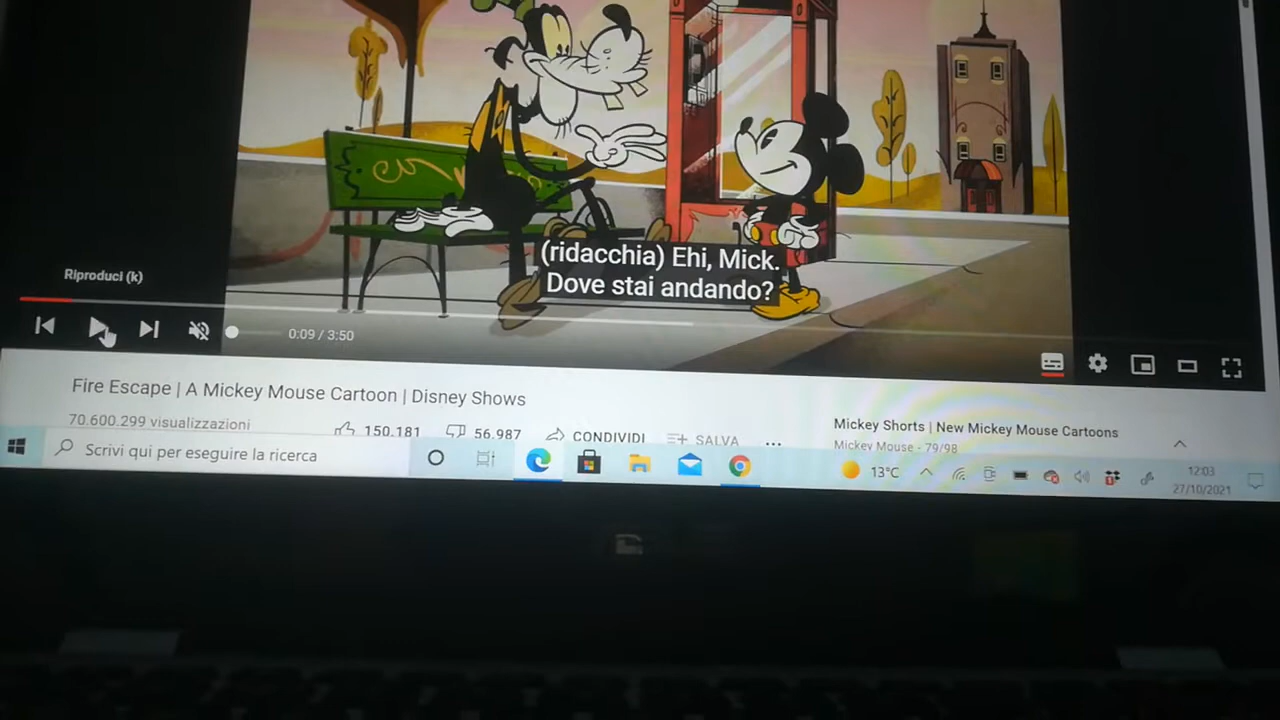 (ridacchia) Ehi, Mick.
Dove stai andando?
Riproduci (k)
0:09 / 3:50
Fire Escape | A Mickey Mouse Cartoon | Disney Shows
70.600.299 visualizzazioni
150.181
56.987
CONDIVIDI
SALVA
Mickey Shorts | New Mickey Mouse Cartoons
Mickey Mouse - 79/98
Scrivi qui per eseguire la ricerca
13°C
12:03
27/10/2021